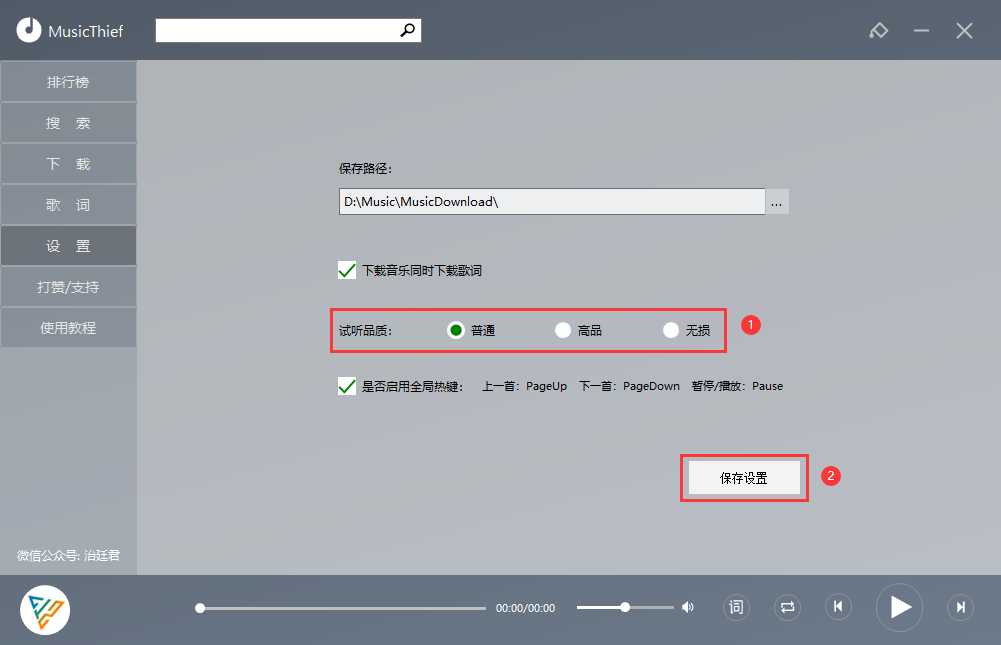 MusicThief
排行榜
搜 索
下 载
歌 词
设 置
打赏/支持
使用教程
微信公众号: 治廷君
保存路径:
D:\Music\MusicDownload\
...
下载音乐同时下载歌词
试听品质: 普通 高品 无损
1
是否启用全局热键: 上一首: PageUp 下一首: PageDown 暂停/播放: Pause
保存设置
2
00:00/00:00
词